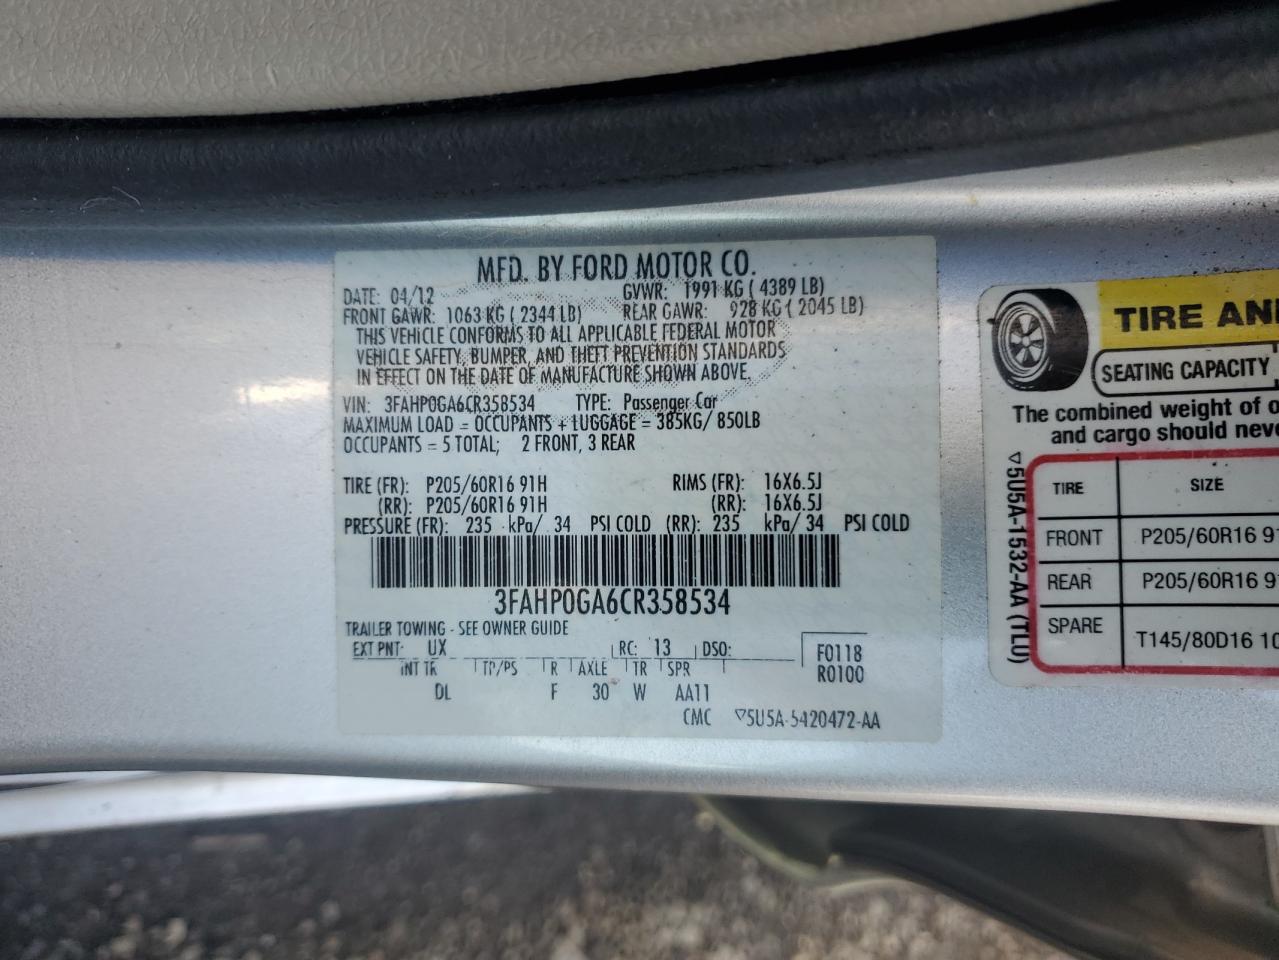 MFD. BY FORD MOTOR CO.
DATE: 04/12 GVWR: 1991 KG ( 4389 LB)
FRONT GAWR: 1063 KG ( 2344 LB) REAR GAWR: 928 KG ( 2045 LB)
THIS VEHICLE CONFORMS TO ALL APPLICABLE FEDERAL MOTOR
VEHICLE SAFETY, BUMPER, AND THEFT PREVENTION STANDARDS
IN EFFECT ON THE DATE OF MANUFACTURE SHOWN ABOVE.
VIN: 3FAHP0GA6CR358534 TYPE: Passenger Car
MAXIMUM LOAD = OCCUPANTS + LUGGAGE = 385KG/ 850LB
OCCUPANTS = 5 TOTAL; 2 FRONT, 3 REAR
TIRE (FR): P205/60R16 91H RIMS (FR): 16X6.5J
(RR): P205/60R16 91H (RR): 16X6.5J
PRESSURE (FR): 235 kPa/ 34 PSI COLD (RR): 235 kPa/ 34 PSI COLD
3FAHP0GA6CR358534
TRAILER TOWING - SEE OWNER GUIDE
EXT PNT: UX RC: 13 DSO: F0118
INT TR TP/PS R AXLE TR SPR R0100
DL F 30 W AA11
CMC ▽5U5A-5420472-AA
TIRE AN
SEATING CAPACITY
The combined weight of
and cargo should neve
▽5U5A-1532-AA (TLU)
TIRE SIZE
FRONT P205/60R16 9
REAR P205/60R16 9
SPARE T145/80D16 10